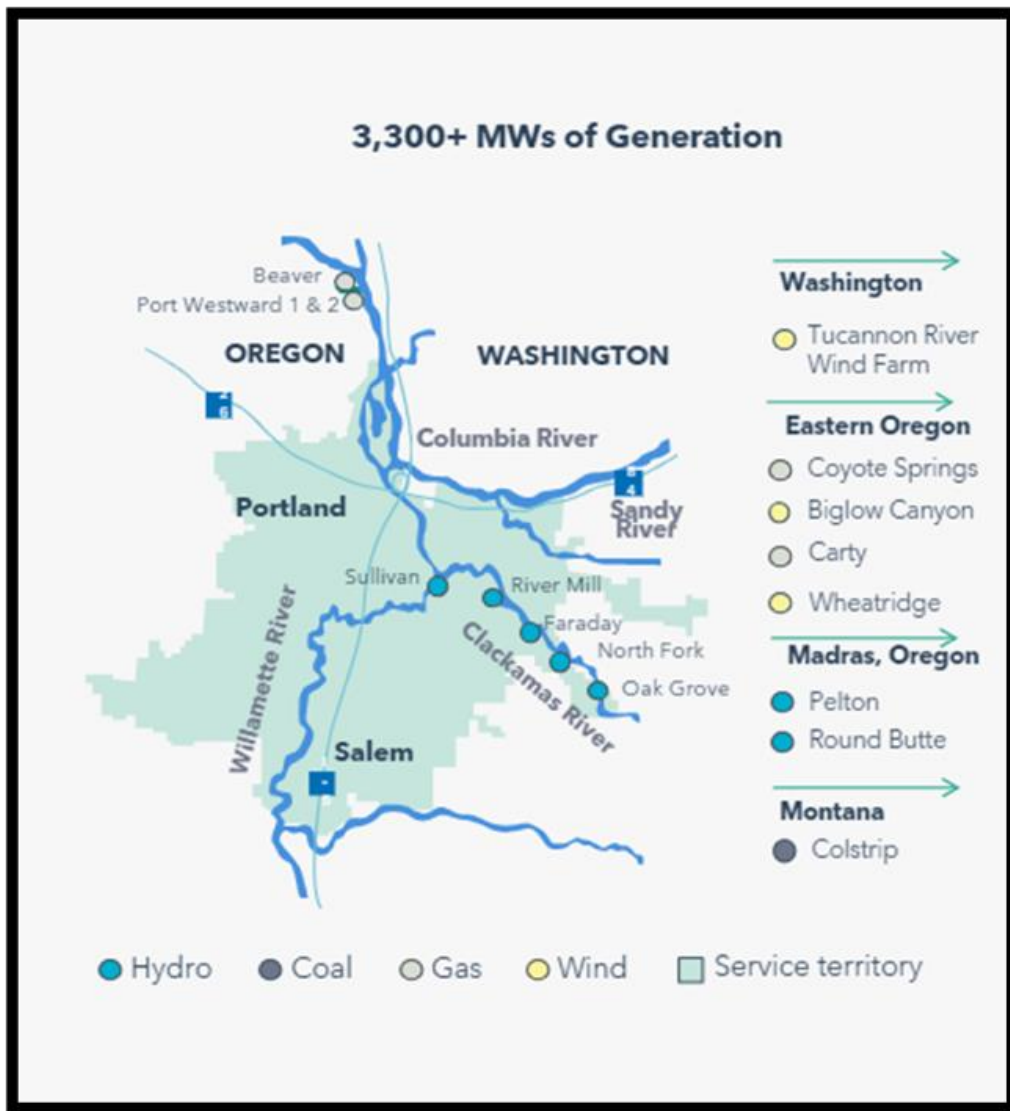 3,300+ MWs of Generation
Beaver
Port Westward 1 & 2
OREGON
WASHINGTON
Columbia River
Portland
Sandy
River
Sullivan
River Mill
Faraday
North Fork
Oak Grove
Clackamas River
Willamette River
Salem
Washington
Tucannon River
Wind Farm
Eastern Oregon
Coyote Springs
Biglow Canyon
Carty
Wheatridge
Madras, Oregon
Pelton
Round Butte
Montana
Colstrip
Hydro
Coal
Gas
Wind
Service territory